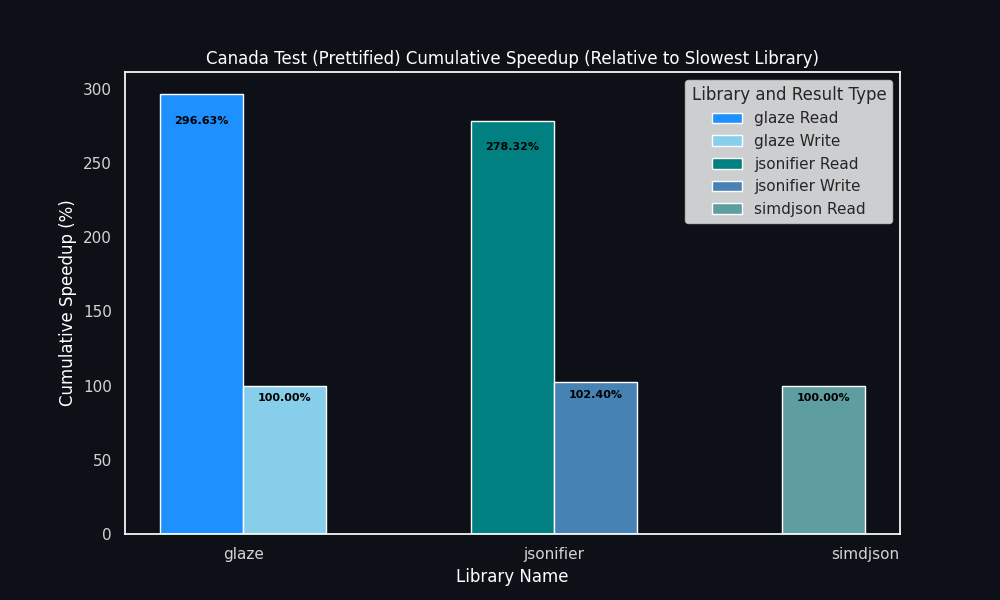 Canada Test (Prettified) Cumulative Speedup (Relative to Slowest Library)
Cumulative Speedup (%)
300
250
200
150
100
50
0
296.63%
100.00%
278.32%
102.40%
100.00%
Library and Result Type
glaze Read
glaze Write
jsonifier Read
jsonifier Write
simdjson Read
glaze
jsonifier
simdjson
Library Name